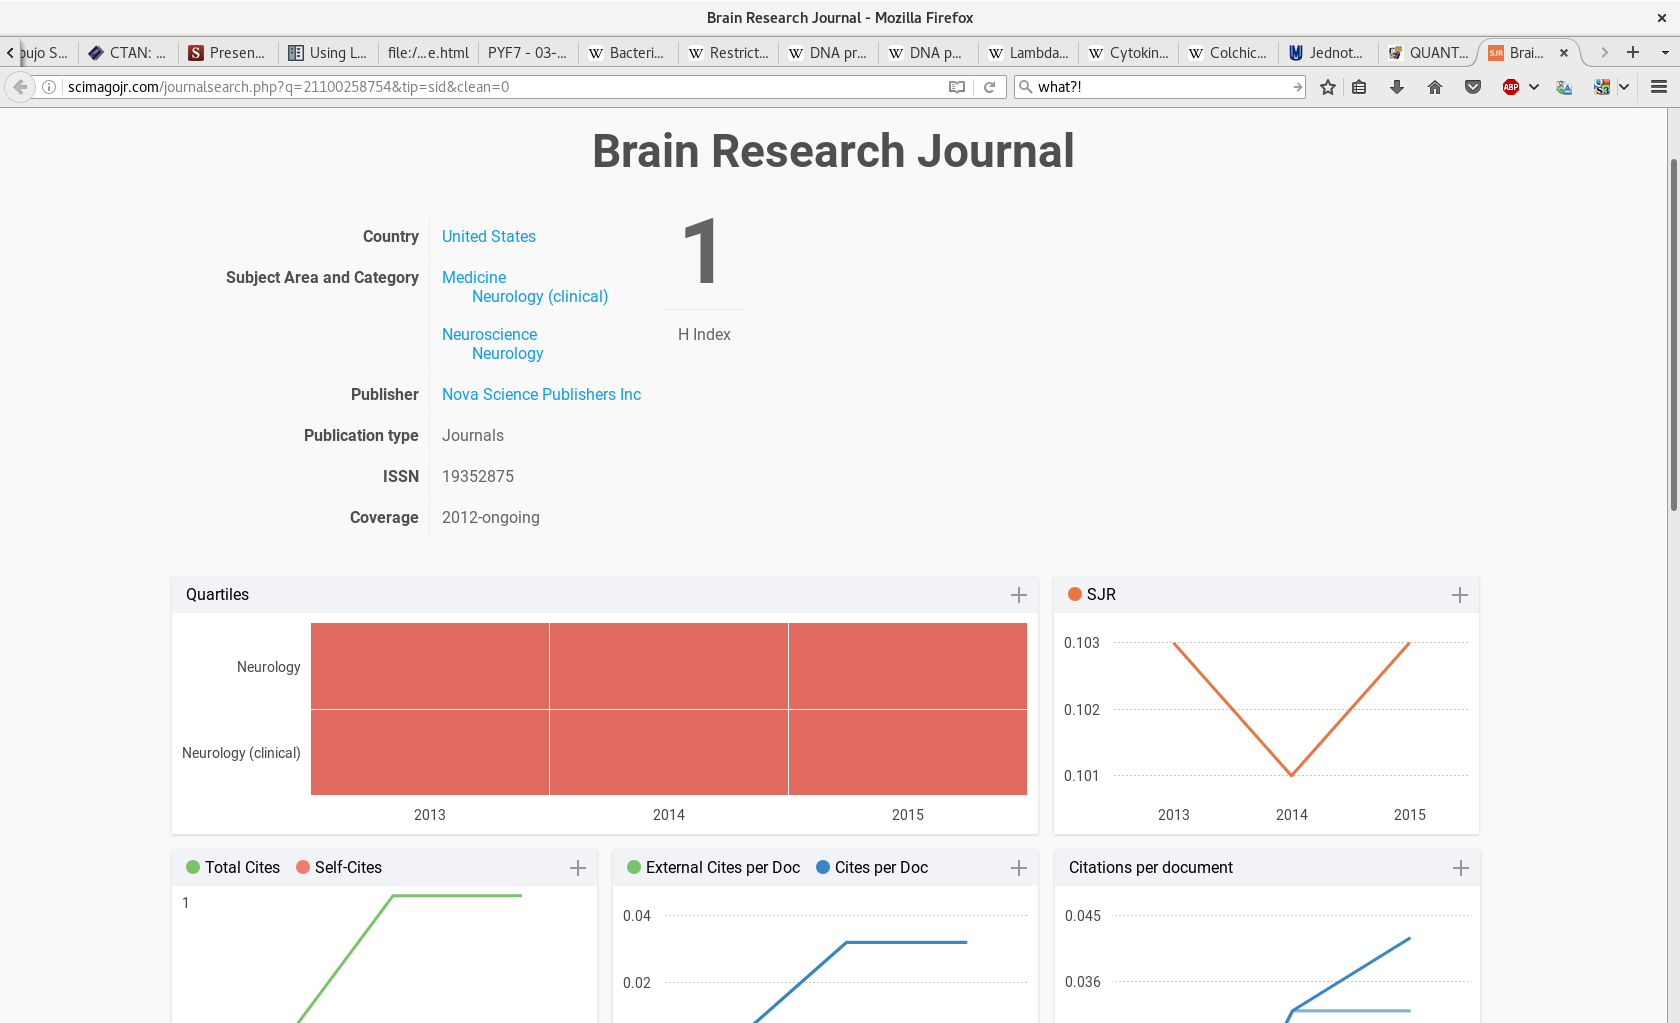 Brain Research Journal - Mozilla Firefox
oujo S... CTAN: ... Presen... Using L... file:/...e.html PYF7 - 03-... Bacteri... Restrict... DNA pr... DNA p... Lambda... Cytokin... Colchic... Jednot... QUANT... SJR Brai...
scimagojr.com/journalsearch.php?q=21100258754&tip=sid&clean=0 what?! ABP
Brain Research Journal
Country United States
1
H Index
Subject Area and Category Medicine
Neurology (clinical)
Neuroscience
Neurology
Publisher Nova Science Publishers Inc
Publication type Journals
ISSN 19352875
Coverage 2012-ongoing
Quartiles
Neurology
Neurology (clinical)
2013 2014 2015
SJR
0.103
0.102
0.101
2013 2014 2015
Total Cites Self-Cites
1
External Cites per Doc Cites per Doc
0.04
0.02
Citations per document
0.045
0.036